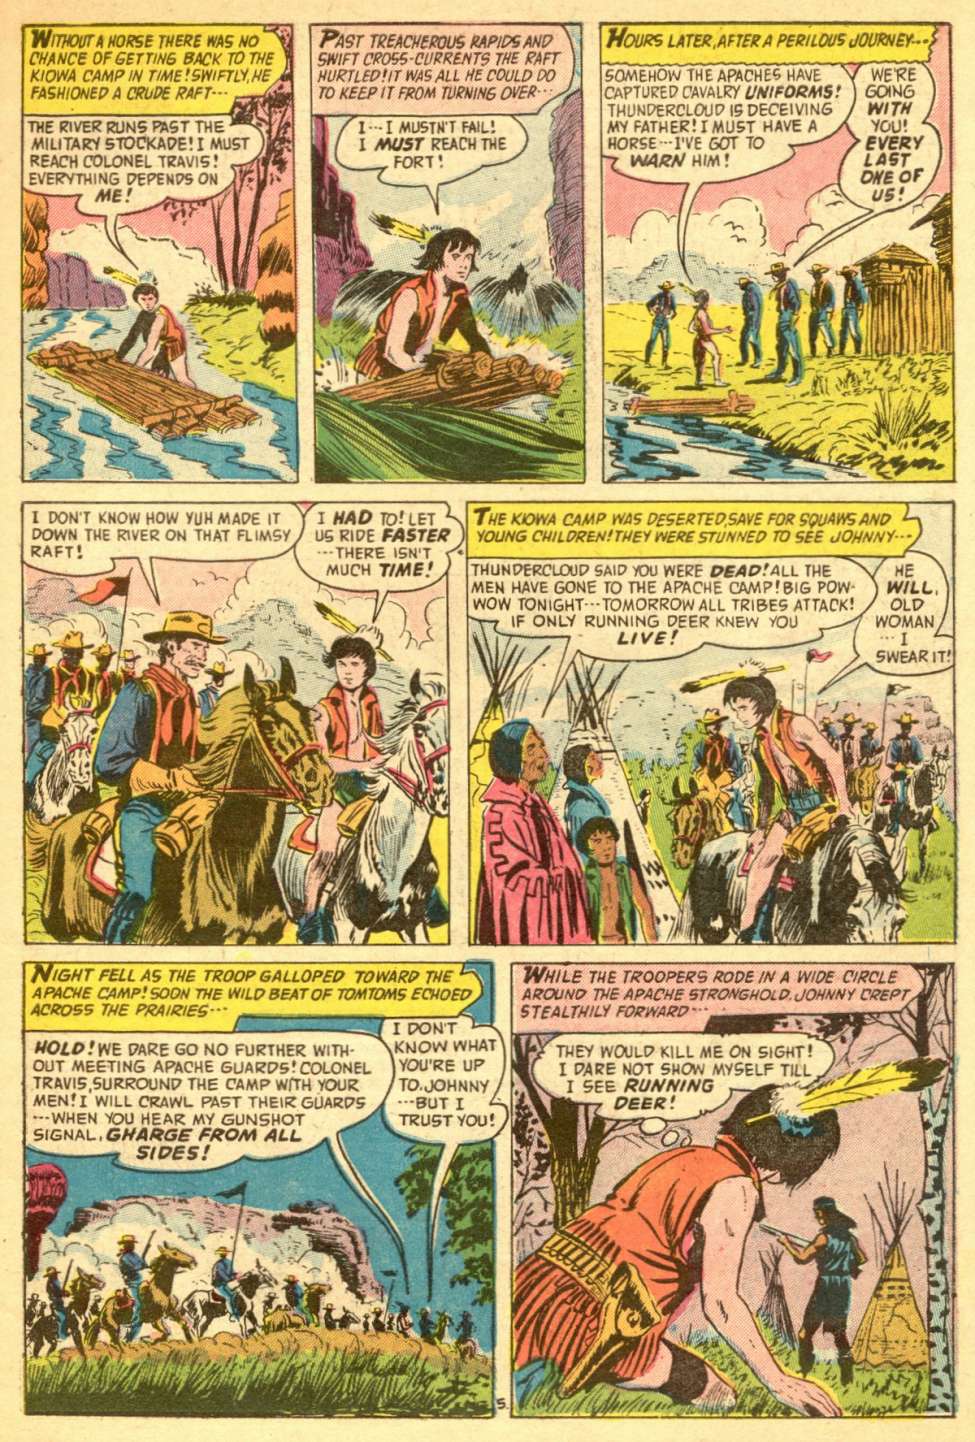 WITHOUT A HORSE THERE WAS NO
CHANCE OF GETTING BACK TO THE
KIOWA CAMP IN TIME! SWIFTLY, HE
FASHIONED A CRUDE RAFT---
THE RIVER RUNS PAST THE
MILITARY STOCKADE! I MUST
REACH COLONEL TRAVIS!
EVERYTHING DEPENDS ON
ME!
PAST TREACHEROUS RAPIDS AND
SWIFT CROSS-CURRENTS THE RAFT
HURTLED! IT WAS ALL HE COULD DO
TO KEEP IT FROM TURNING OVER---
I---I MUSTN'T FAIL!
I MUST REACH THE
FORT!
HOURS LATER, AFTER A PERILOUS JOURNEY---
SOMEHOW THE APACHES HAVE
CAPTURED CAVALRY UNIFORMS!
THUNDERCLOUD IS DECEIVING
MY FATHER! I MUST HAVE A
HORSE---I'VE GOT TO
WARN HIM!
WE'RE
GOING
WITH
YOU!
EVERY
LAST
ONE OF
US!
I DON'T KNOW HOW YUH MADE IT
DOWN THE RIVER ON THAT FLIMSY
RAFT!
I HAD TO! LET
US RIDE FASTER
---THERE ISN'T
MUCH TIME!
THE KIOWA CAMP WAS DESERTED, SAVE FOR SQUAWS AND
YOUNG CHILDREN! THEY WERE STUNNED TO SEE JOHNNY---
THUNDERCLOUD SAID YOU WERE DEAD! ALL THE
MEN HAVE GONE TO THE APACHE CAMP! BIG POW-
WOW TONIGHT---TOMORROW ALL TRIBES ATTACK!
IF ONLY RUNNING DEER KNEW YOU
LIVE!
HE
WILL,
OLD
WOMAN
--- I
SWEAR IT!
NIGHT FELL AS THE TROOP GALLOPED TOWARD THE
APACHE CAMP! SOON THE WILD BEAT OF TOMTOMS ECHOED
ACROSS THE PRAIRIES---
HOLD! WE DARE GO NO FURTHER WITH-
OUT MEETING APACHE GUARDS! COLONEL
TRAVIS, SURROUND THE CAMP WITH YOUR
MEN! I WILL CRAWL PAST THEIR GUARDS
---WHEN YOU HEAR MY GUNSHOT
SIGNAL, GHARGE FROM ALL
SIDES!
I DON'T
KNOW WHAT
YOU'RE UP
TO, JOHNNY
---BUT I
TRUST YOU!
WHILE THE TROOPERS RODE IN A WIDE CIRCLE
AROUND THE APACHE STRONGHOLD, JOHNNY CREPT
STEALTHILY FORWARD---
THEY WOULD KILL ME ON SIGHT!
I DARE NOT SHOW MYSELF TILL
I SEE RUNNING
DEER!
5